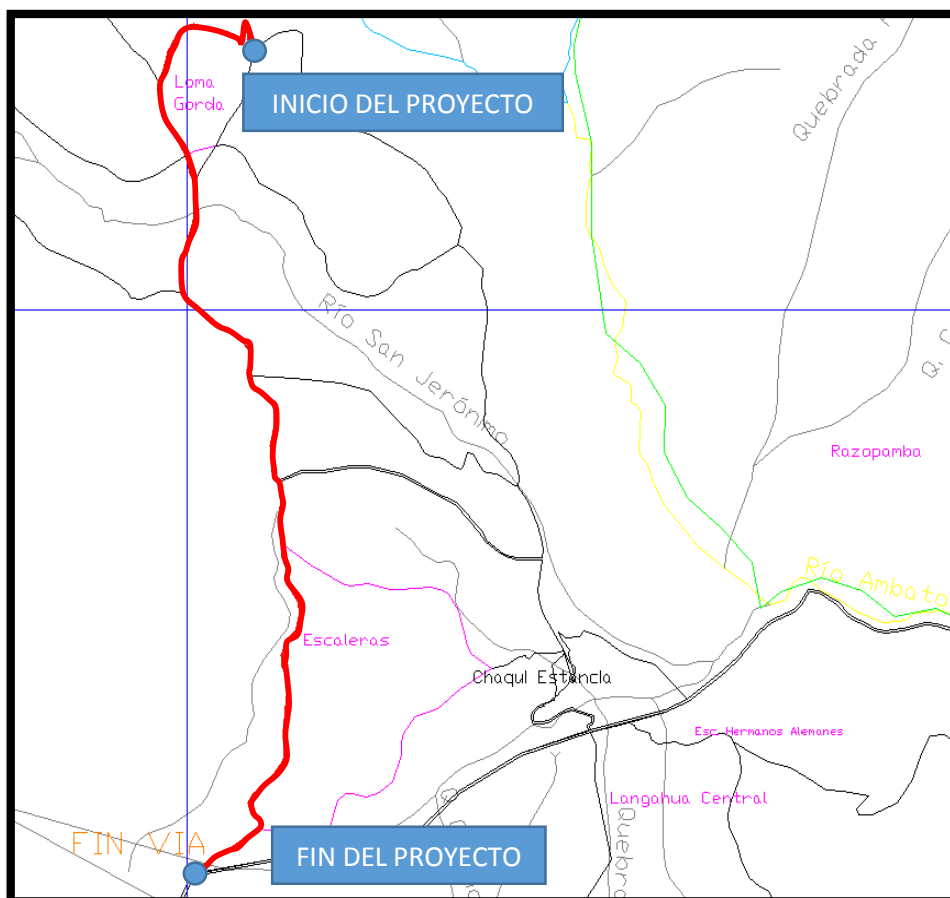 Loma
Gorda
INICIO DEL PROYECTO
Quebrada
Río San Jerónimo
Q.
Razopamba
Río Ambato
Escaleras
Chaqui Estancia
Esc. Hermanos Alemanes
Langahua Central
FIN VIA
FIN DEL PROYECTO